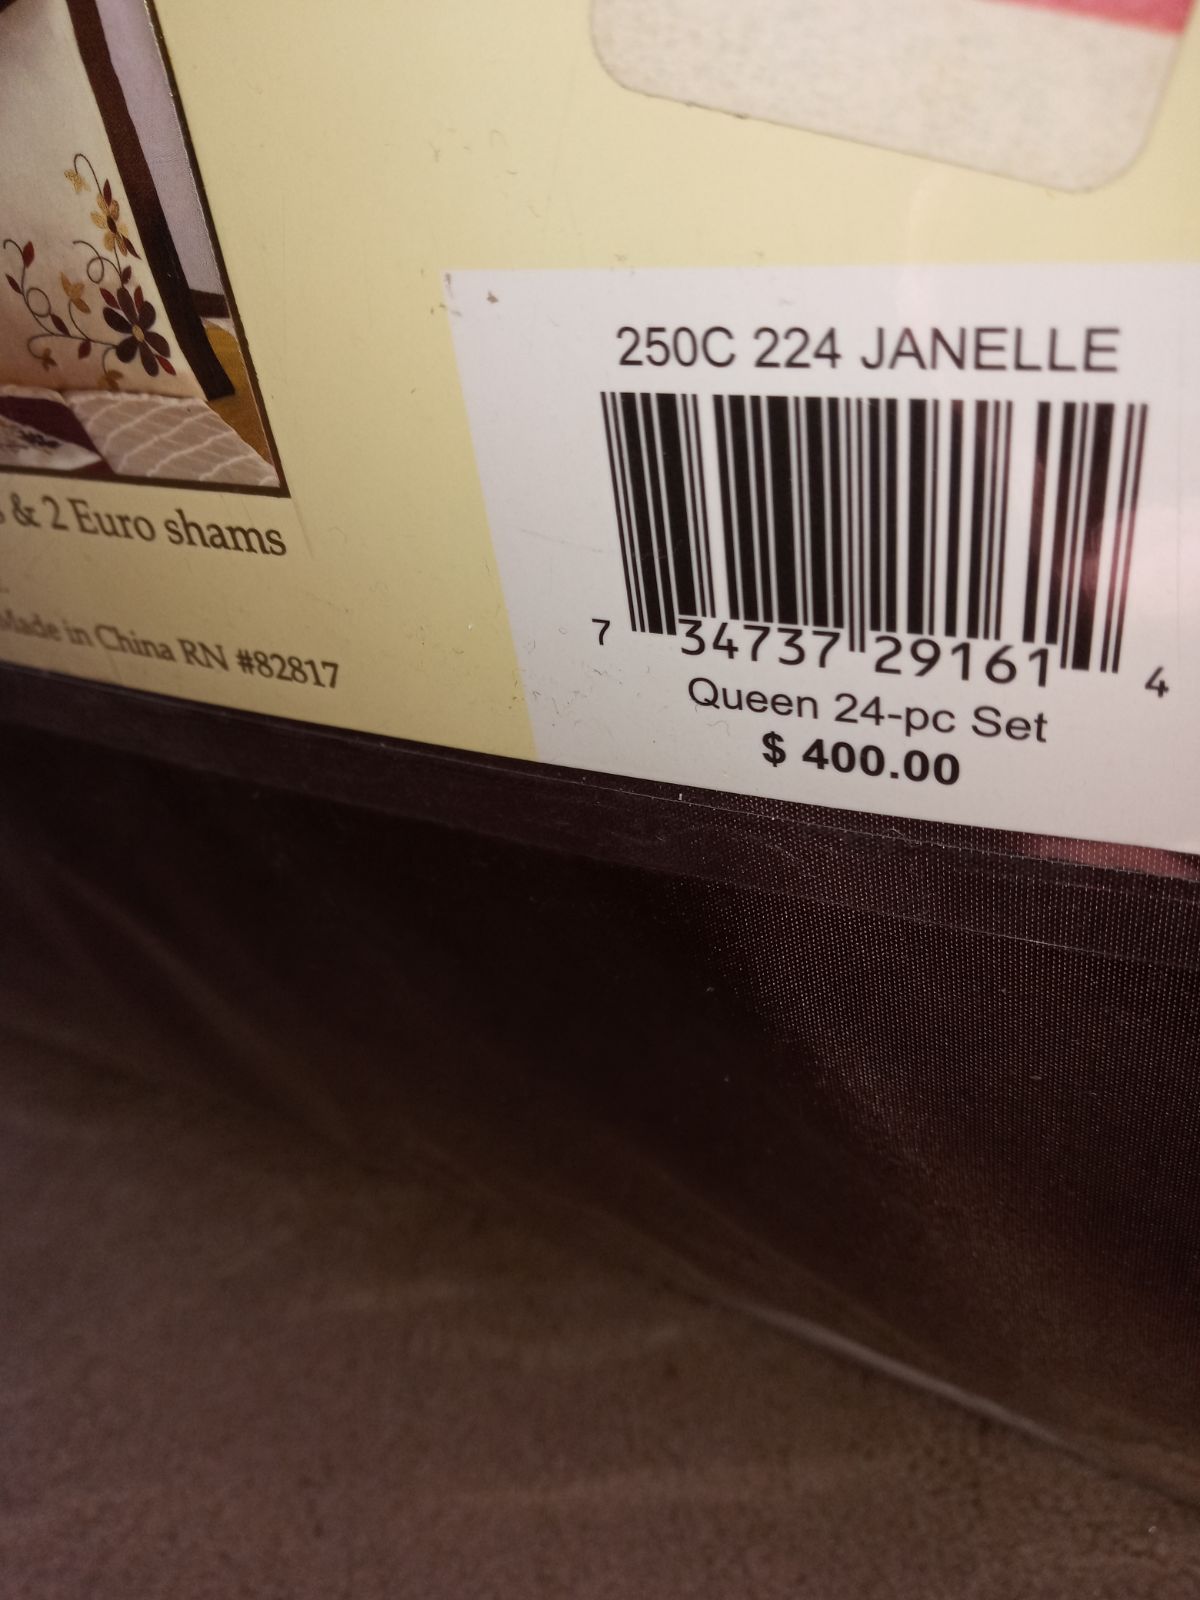 & 2 Euro shams
Made in China RN #82817
250C 224 JANELLE
7 34737 29161 4
Queen 24-pc Set
$ 400.00